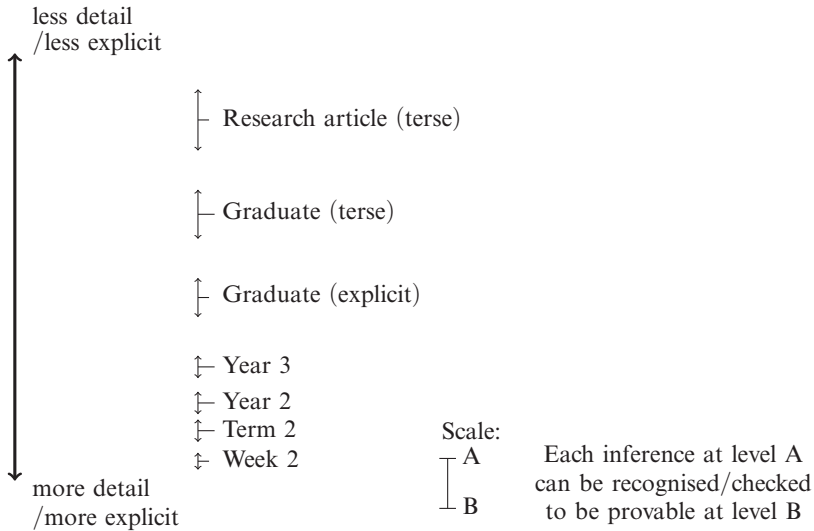 less detail
/less explicit
Research article (terse)
Graduate (terse)
Graduate (explicit)
Year 3
Year 2
Term 2
Week 2
more detail
/more explicit
Scale:
A
B
Each inference at level A
can be recognised/checked
to be provable at level B